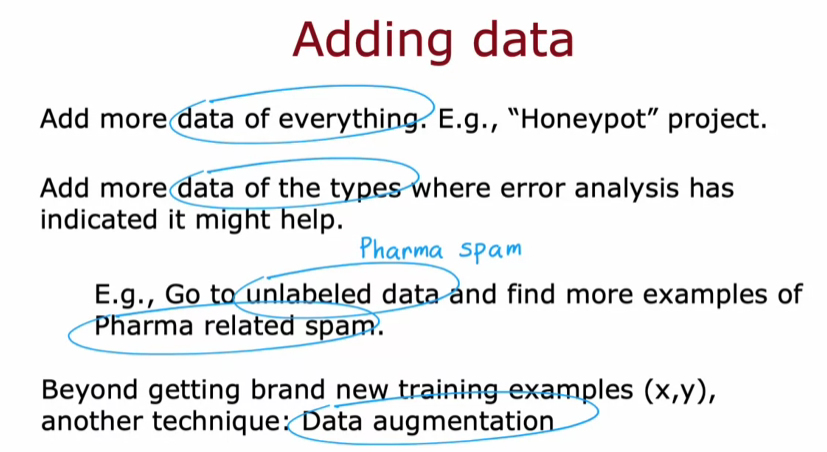 Adding data
Add more data of everything. E.g., “Honeypot” project.
Add more data of the types where error analysis has
indicated it might help.
Pharma spam
E.g., Go to unlabeled data and find more examples of
Pharma related spam.
Beyond getting brand new training examples (x,y),
another technique: Data augmentation